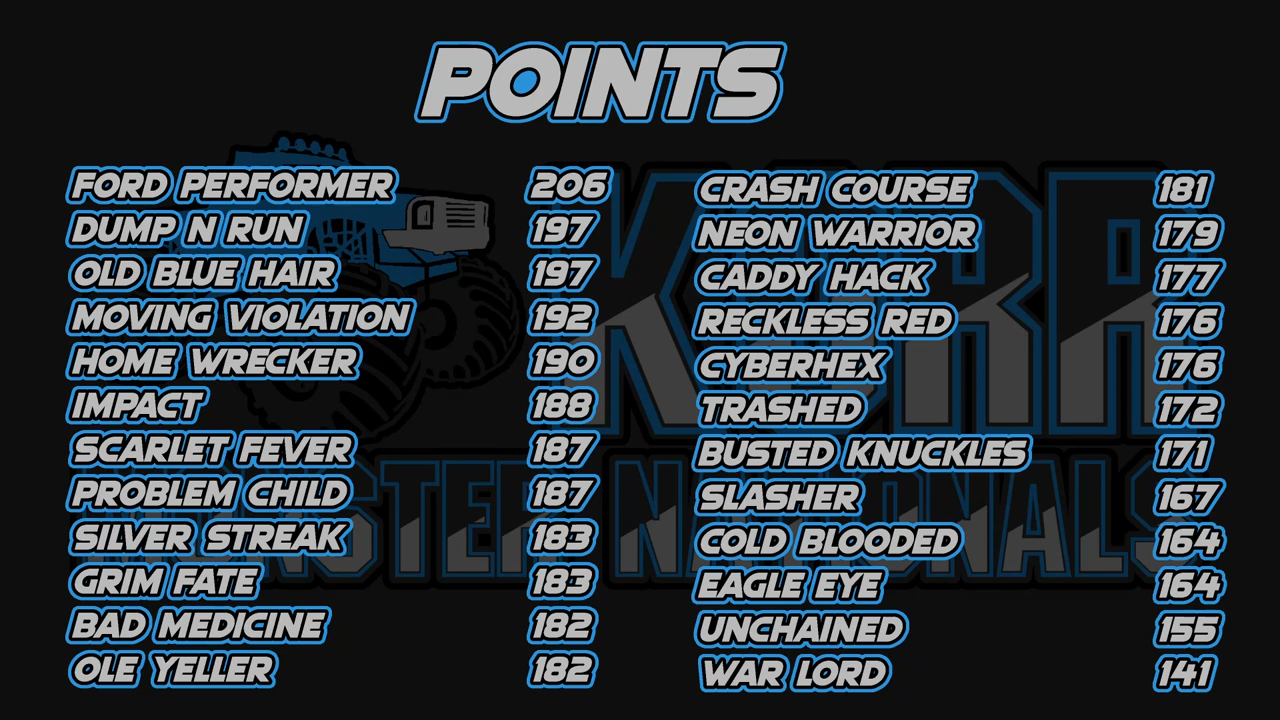 POINTS
FORD PERFORMER 206
DUMP N RUN 197
OLD BLUE HAIR 197
MOVING VIOLATION 192
HOME WRECKER 190
IMPACT 188
SCARLET FEVER 187
PROBLEM CHILD 187
SILVER STREAK 183
GRIM FATE 183
BAD MEDICINE 182
OLE YELLER 182
CRASH COURSE 181
NEON WARRIOR 179
CADDY HACK 177
RECKLESS RED 176
CYBERHEX 176
TRASHED 172
BUSTED KNUCKLES 171
SLASHER 167
COLD BLOODED 164
EAGLE EYE 164
UNCHAINED 155
WAR LORD 141
MONSTER NATIONALS